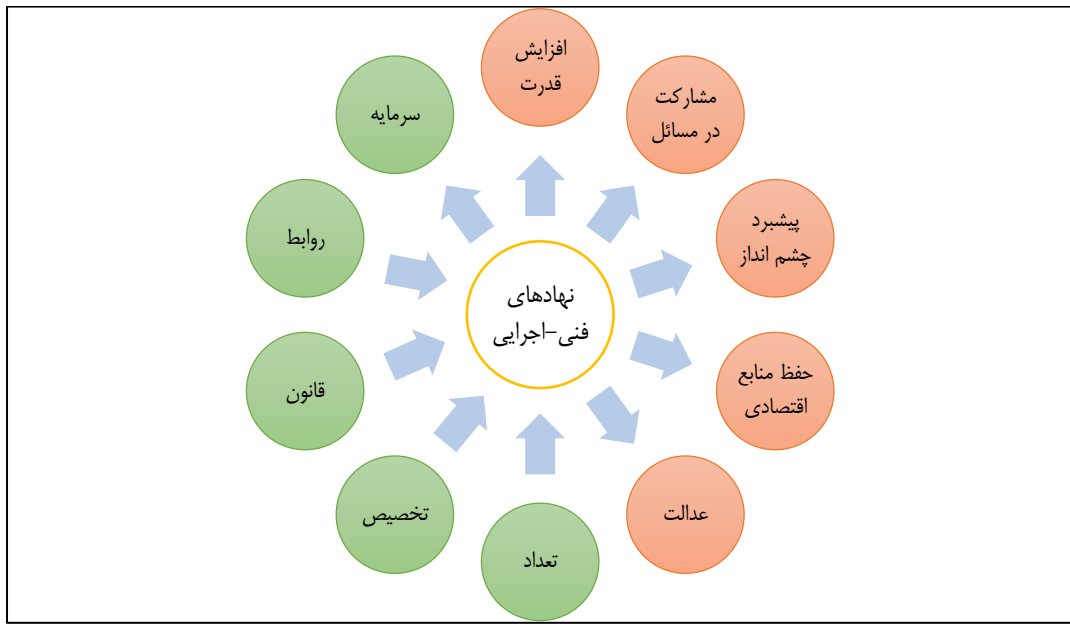 افزایش
قدرت
مشارکت
در مسائل
پیشبرد
چشم انداز
حفظ منابع
اقتصادی
عدالت
تعداد
تخصیص
قانون
روابط
سرمایه
نهادهای
فنی-اجرایی